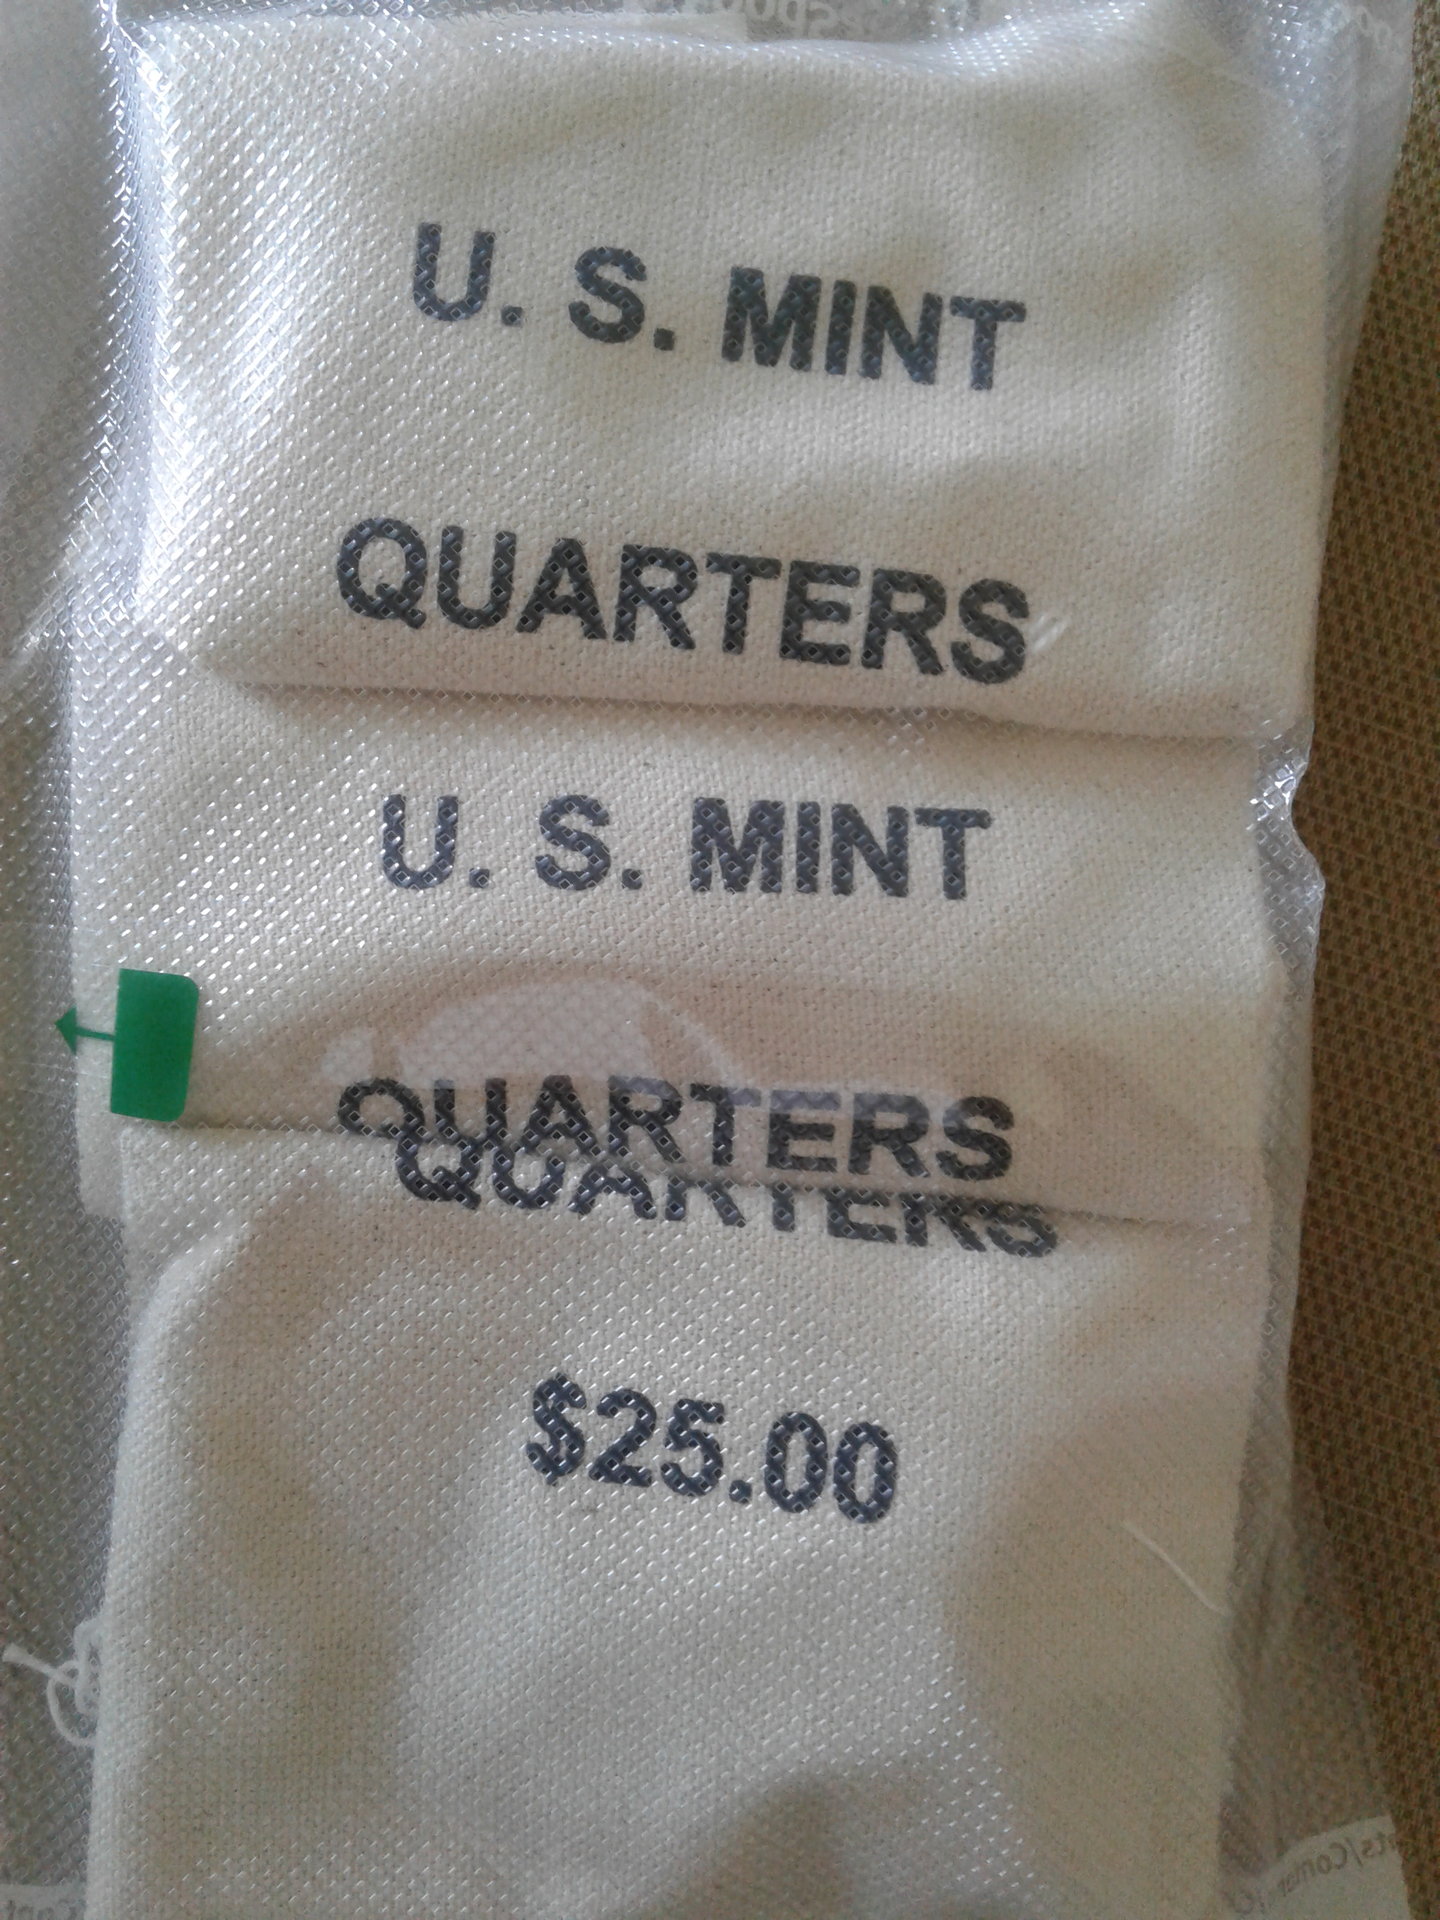 U. S. MINT
QUARTERS
U. S. MINT
QUARTERS
QUARTERS
$25.00